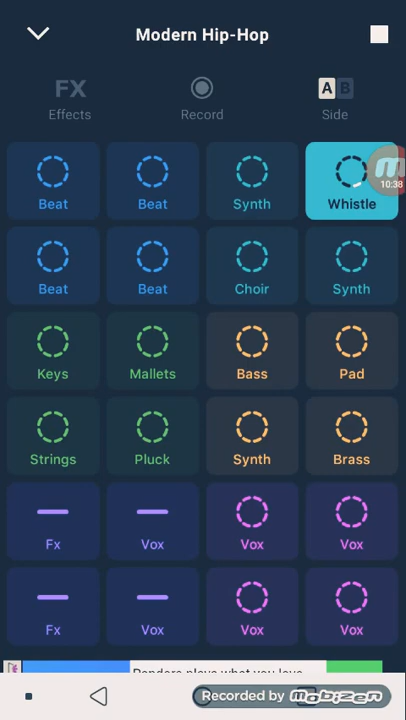 Modern Hip-Hop
FX
A B
Effects
Record
Side
Beat
Beat
Synth
Whistle
10:38
Beat
Beat
Choir
Synth
Keys
Mallets
Bass
Pad
Strings
Pluck
Synth
Brass
Fx
Vox
Vox
Vox
Fx
Vox
Vox
Vox
Recorded by mobizen